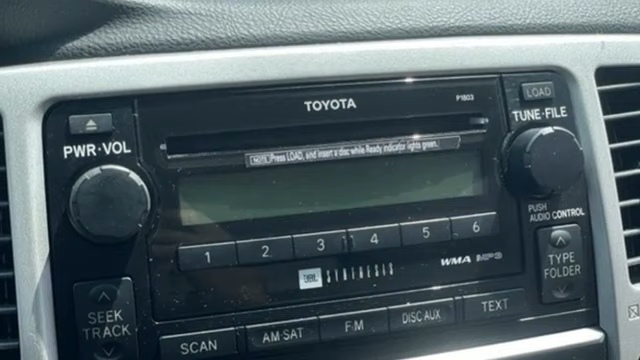 TOYOTA
P1803
LOAD
PWR·VOL
TUNE·FILE
NOTE Press LOAD, and insert a disc while Ready indicator lights green.
PUSH
AUDIO CONTROL
1 2 3 4 5 6
TYPE
FOLDER
JBL SYNTHESIS
WMA MP3
SEEK
TRACK
SCAN AM·SAT FM DISC·AUX TEXT